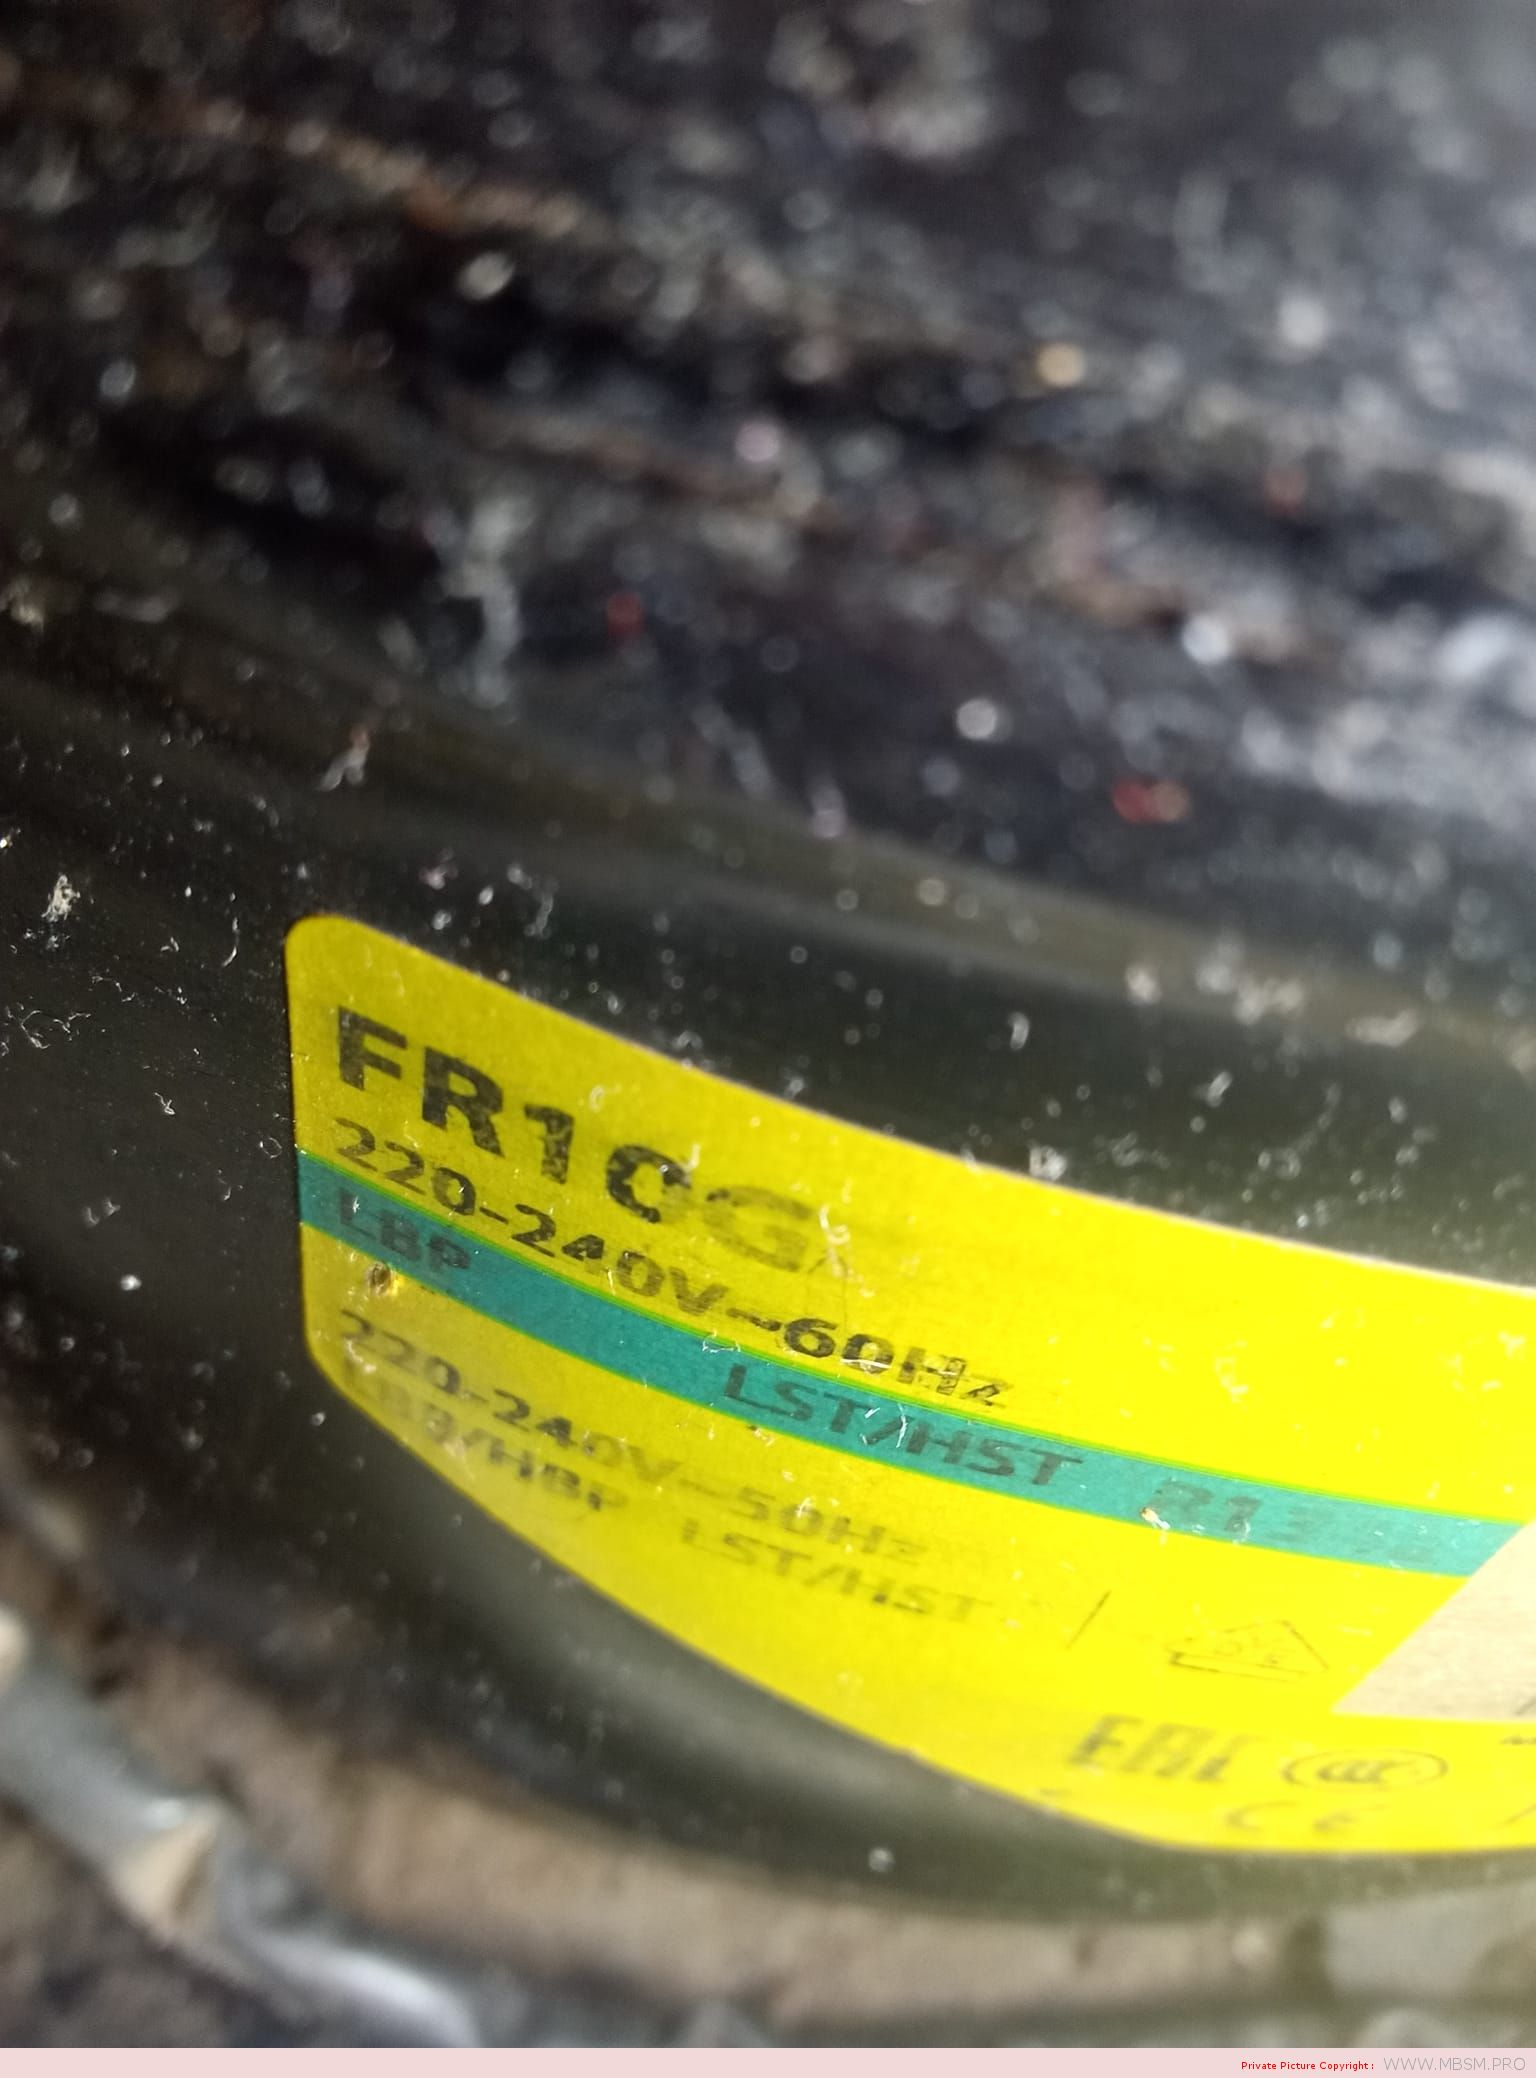 FR10G
220-240V~60Hz
LBP LST/HST
220-240V~50Hz
LBP/HBP LST/HST
EAC
CE
Private Picture Copyright : WWW.MBSM.PRO